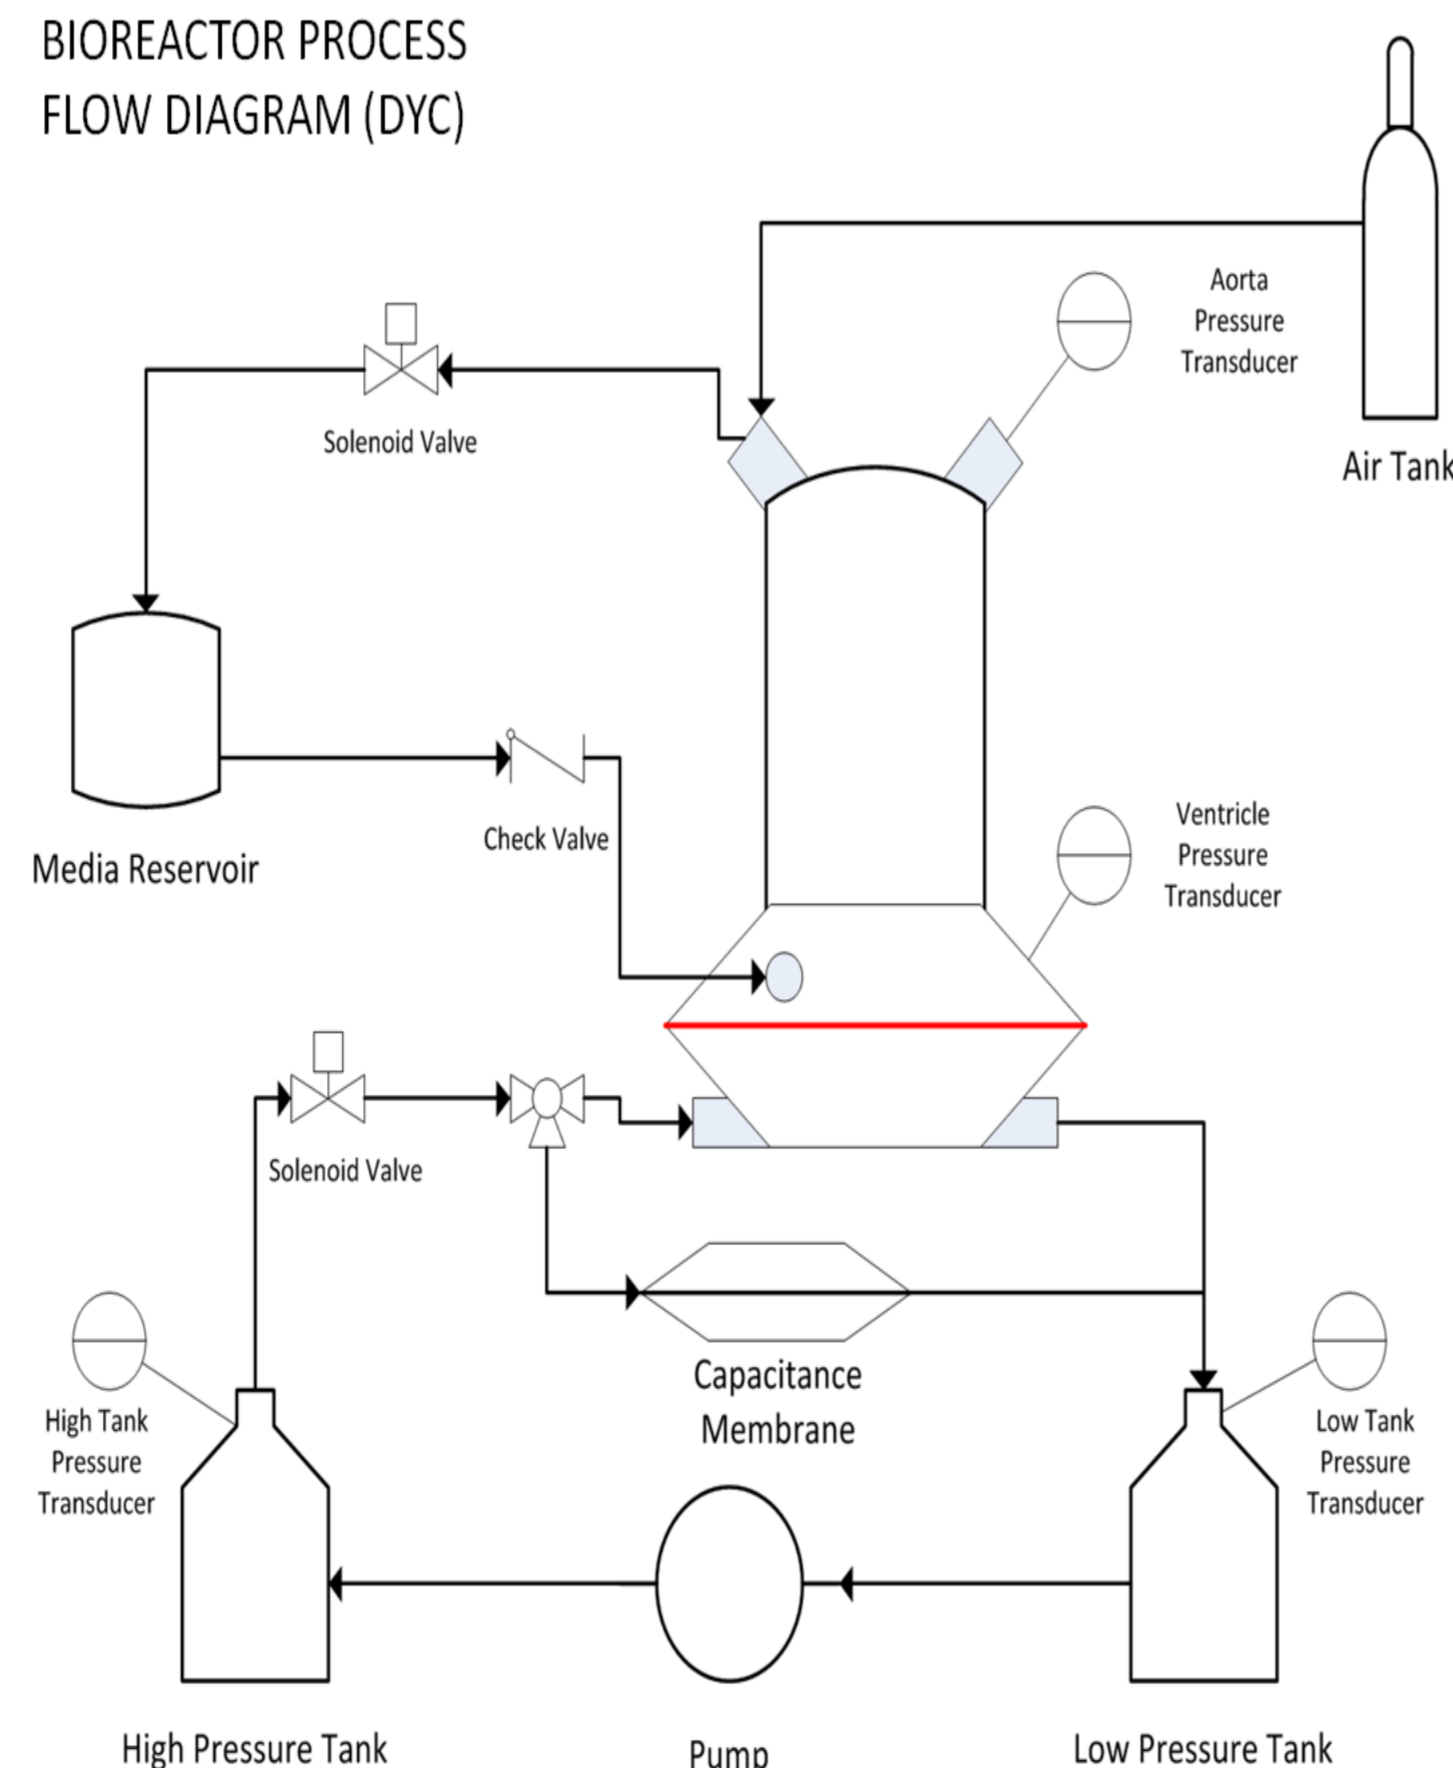 BIOREACTOR PROCESS
FLOW DIAGRAM (DYC)
Aorta
Pressure
Transducer
Solenoid Valve
Air Tank
Ventricle
Pressure
Transducer
Check Valve
Media Reservoir
Solenoid Valve
Capacitance
Membrane
High Tank
Pressure
Transducer
Low Tank
Pressure
Transducer
High Pressure Tank
Pump
Low Pressure Tank